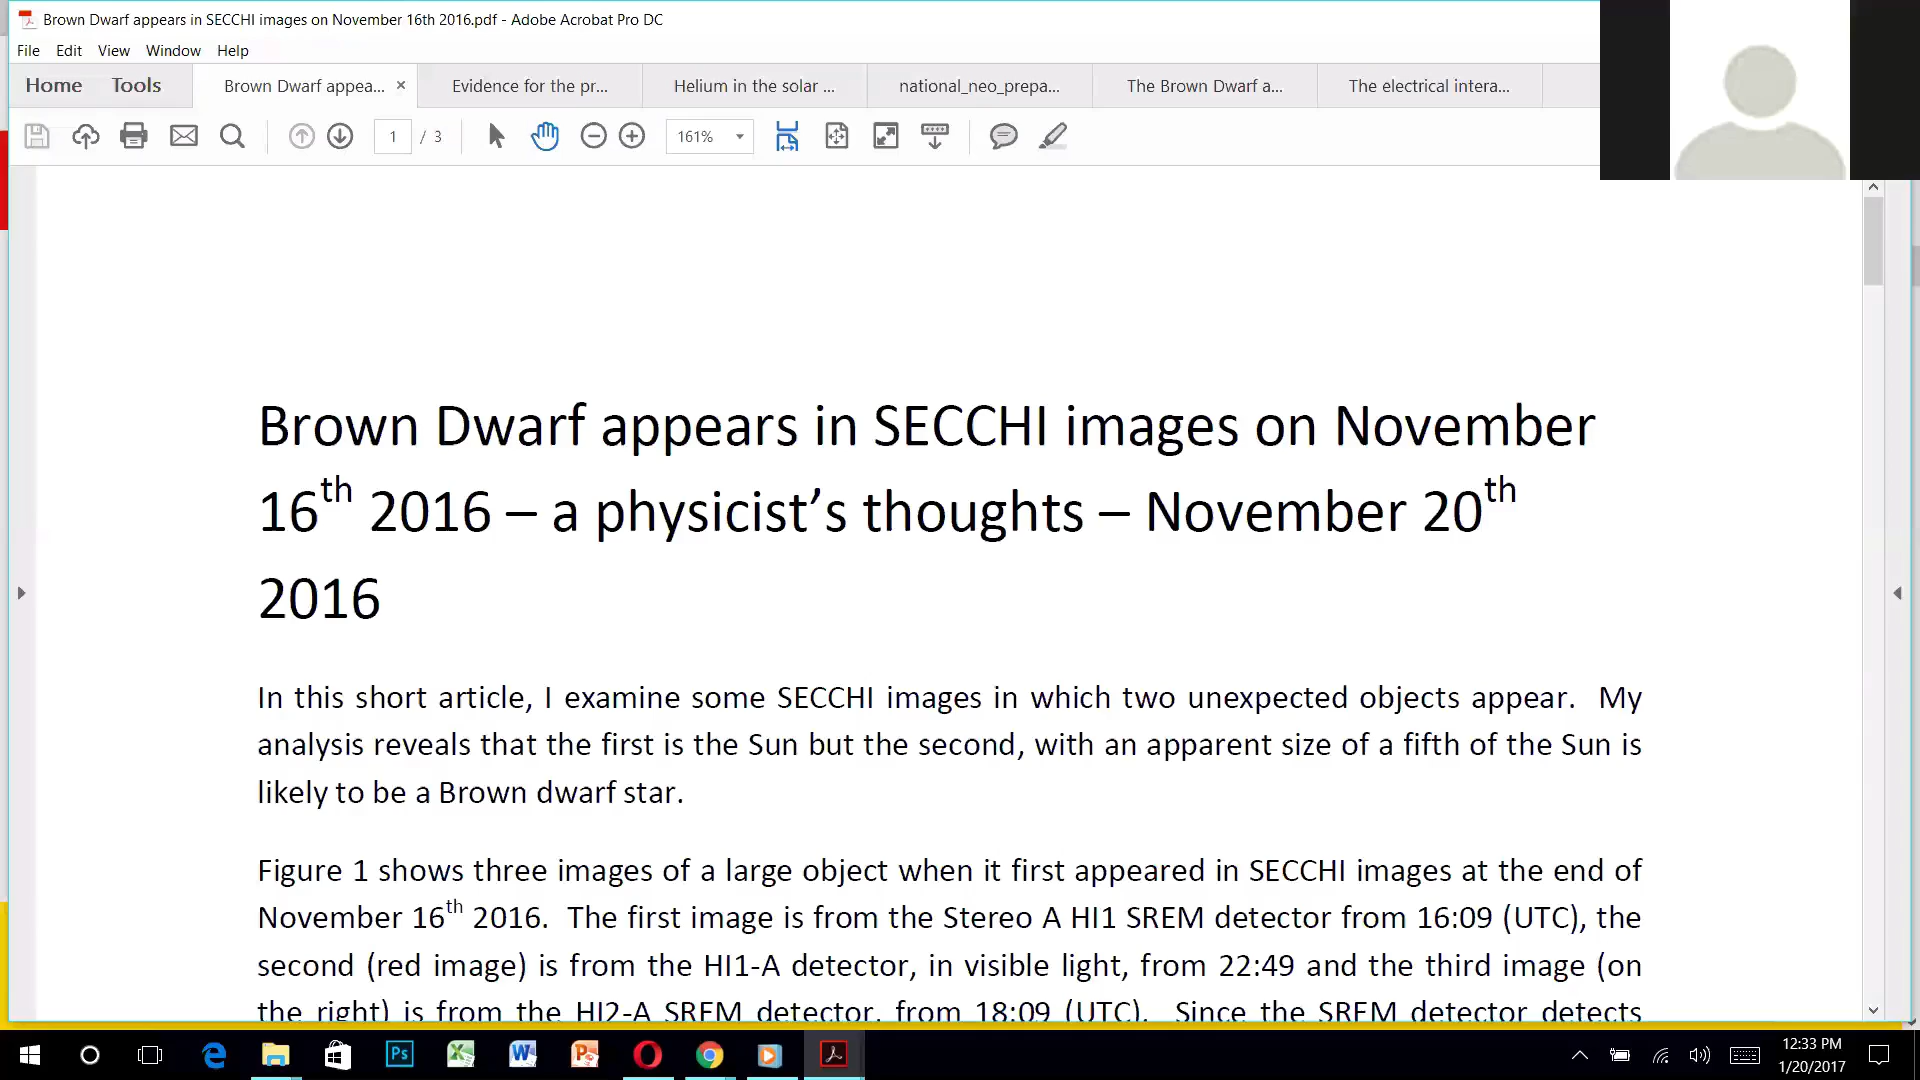 Brown Dwarf appears in SECCHI images on November 16th 2016.pdf - Adobe Acrobat Pro DC
File Edit View Window Help
Home Tools Brown Dwarf appea... × Evidence for the pr... Helium in the solar ... national_neo_prepa... The Brown Dwarf a... The electrical intera...
1 / 3 161%
Brown Dwarf appears in SECCHI images on November
16th 2016 – a physicist’s thoughts – November 20th
2016
In this short article, I examine some SECCHI images in which two unexpected objects appear. My
analysis reveals that the first is the Sun but the second, with an apparent size of a fifth of the Sun is
likely to be a Brown dwarf star.
Figure 1 shows three images of a large object when it first appeared in SECCHI images at the end of
November 16th 2016. The first image is from the Stereo A HI1 SREM detector from 16:09 (UTC), the
second (red image) is from the HI1-A detector, in visible light, from 22:49 and the third image (on
the right) is from the HI2-A SREM detector, from 18:09 (UTC). Since the SREM detector detects
Ps
12:33 PM
1/20/2017